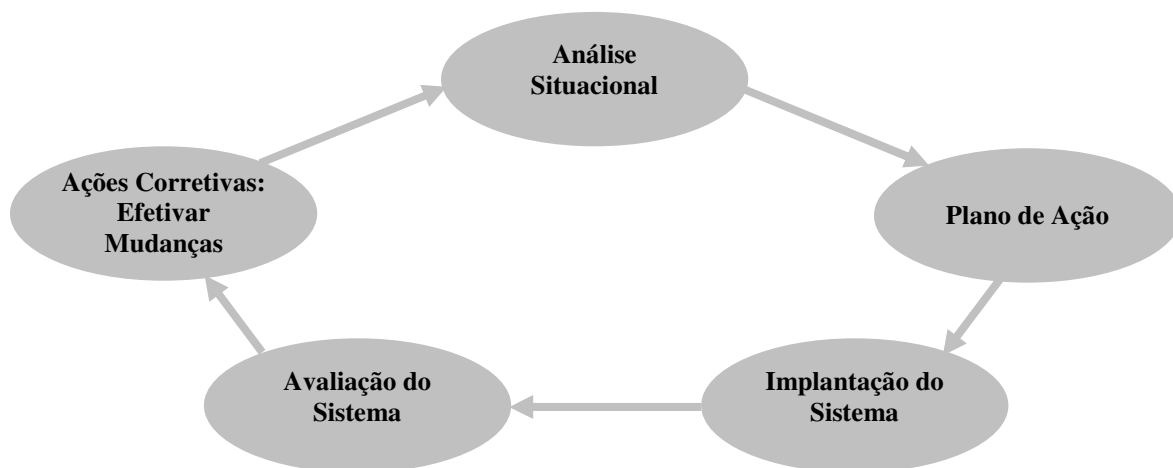 Análise
Situacional
Ações Corretivas:
Efetivar
Mudanças
Plano de Ação
Avaliação do
Sistema
Implantação do
Sistema